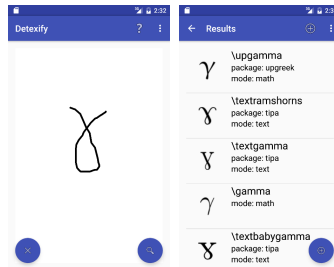 2:32
Detexify
?
2:3
Results
\upgamma
package: upgreek
mode: math
\textramshorns
package: tipa
mode: text
\textgamma
package: tipa
mode: text
\gamma
mode: math
\textbabygamma
package: tipa
mode: text